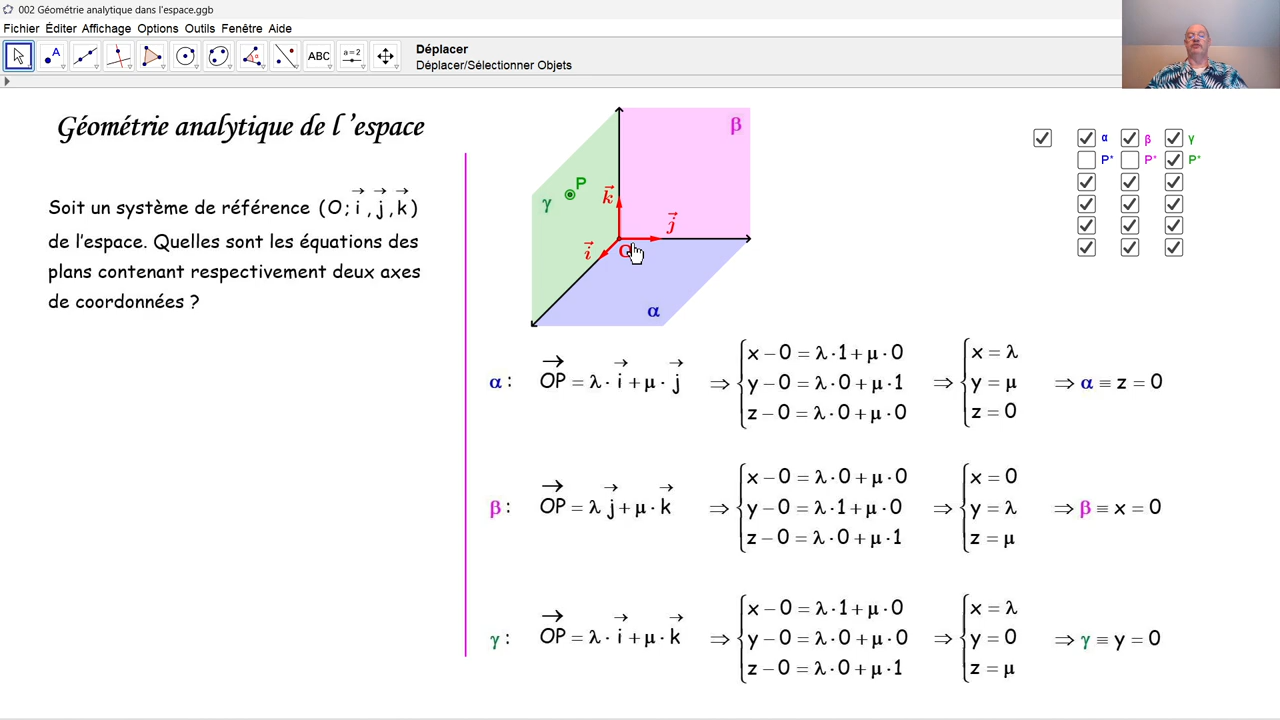 002 Géométrie analytique dans l'espace.ggb
Fichier Éditer Affichage Options Outils Fenêtre Aide
A ABC a=2 Déplacer
Déplacer/Sélectionner Objets
Géométrie analytique de l'espace
Soit un système de référence (O; i, j, k)
de l'espace. Quelles sont les équations des
plans contenant respectivement deux axes
de coordonnées ?
β
P
γ
k
j
i
O
α
α β γ
P* P* P*
α : OP = λ · i + μ · j ⇒ { x − 0 = λ · 1 + μ · 0 ⇒ { x = λ ⇒ α ≡ z = 0
y − 0 = λ · 0 + μ · 1 y = μ
z − 0 = λ · 0 + μ · 0 z = 0
β : OP = λ j + μ · k ⇒ { x − 0 = λ · 0 + μ · 0 ⇒ { x = 0 ⇒ β ≡ x = 0
y − 0 = λ · 1 + μ · 0 y = λ
z − 0 = λ · 0 + μ · 1 z = μ
γ : OP = λ · i + μ · k ⇒ { x − 0 = λ · 1 + μ · 0 ⇒ { x = λ ⇒ γ ≡ y = 0
y − 0 = λ · 0 + μ · 0 y = 0
z − 0 = λ · 0 + μ · 1 z = μ